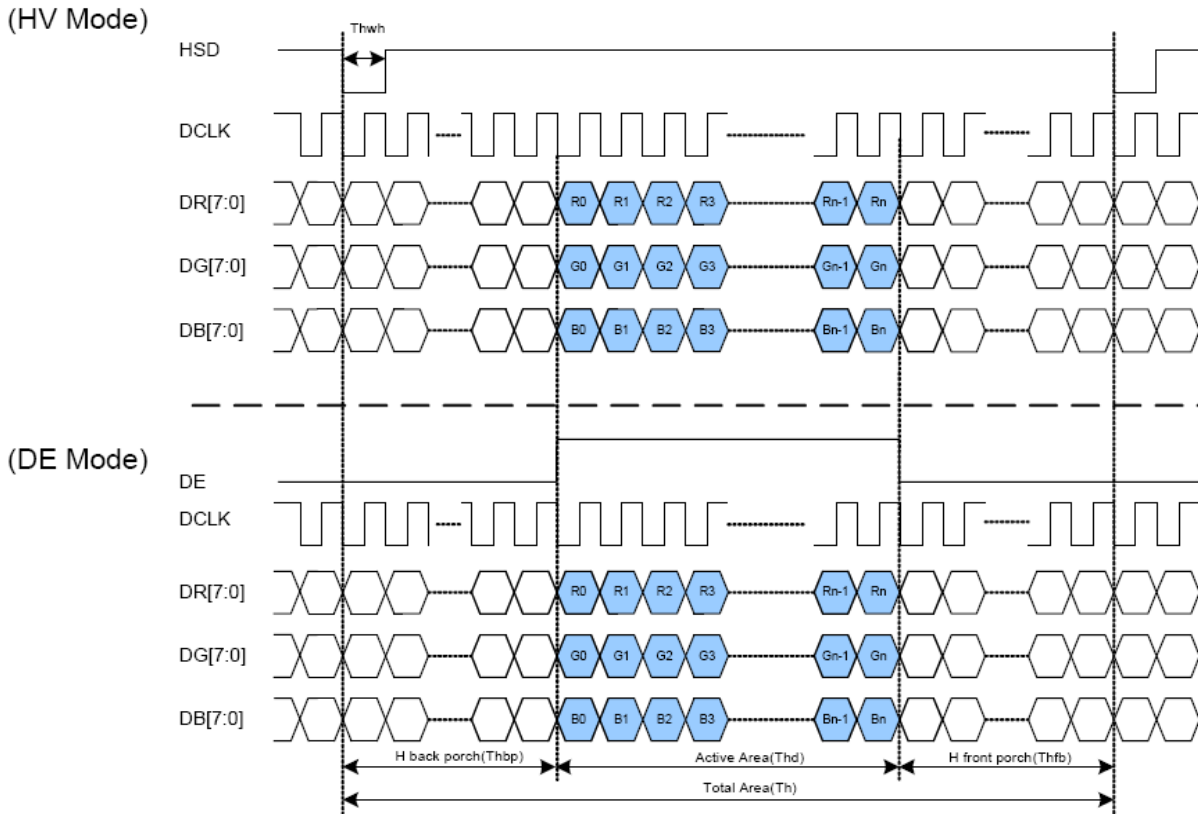 (HV Mode)
Thwh
HSD
DCLK
DR[7:0] R0 R1 R2 R3 Rn-1 Rn
DG[7:0] G0 G1 G2 G3 Gn-1 Gn
DB[7:0] B0 B1 B2 B3 Bn-1 Bn
(DE Mode)
DE
DCLK
DR[7:0] R0 R1 R2 R3 Rn-1 Rn
DG[7:0] G0 G1 G2 G3 Gn-1 Gn
DB[7:0] B0 B1 B2 B3 Bn-1 Bn
H back porch(Thbp) Active Area(Thd) H front porch(Thfb)
Total Area(Th)